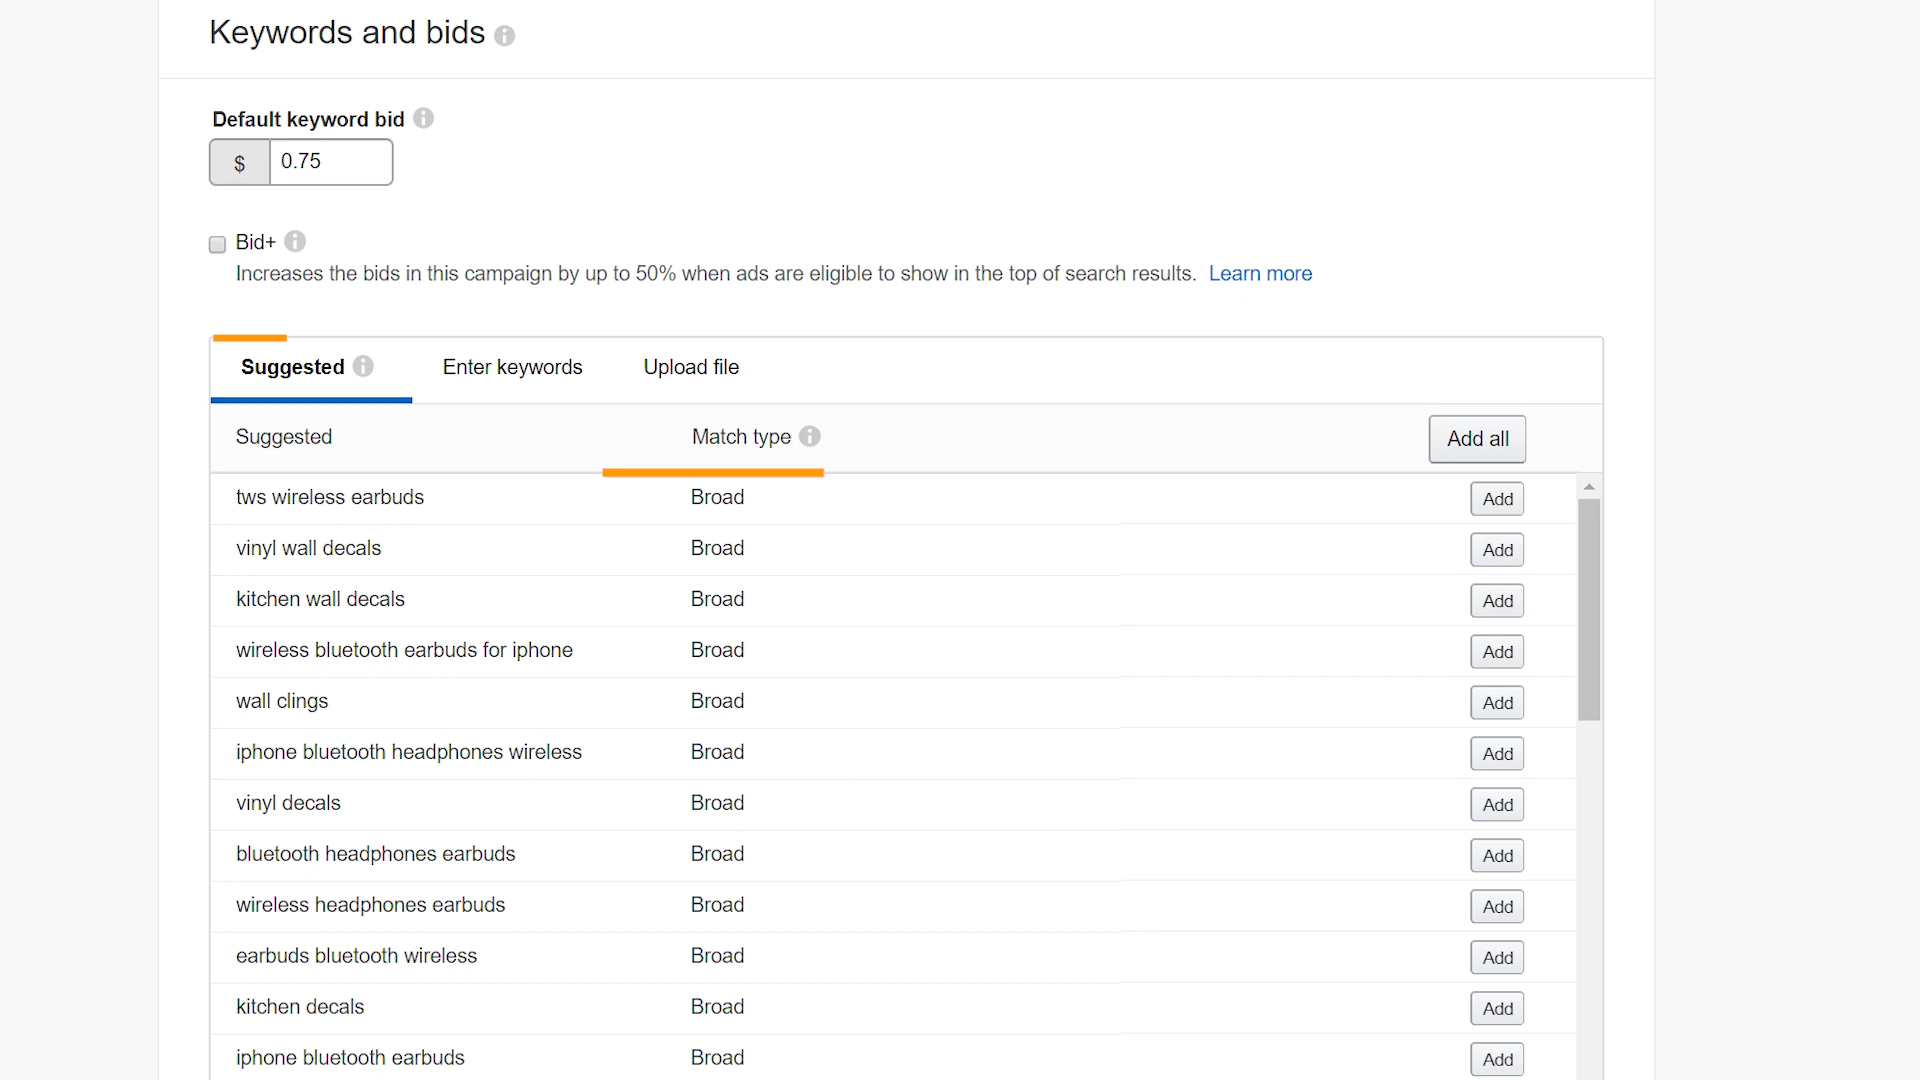 Keywords and bids
Default keyword bid
$ 0.75
Bid+
Increases the bids in this campaign by up to 50% when ads are eligible to show in the top of search results. Learn more
Suggested Enter keywords Upload file
Suggested Match type Add all
tws wireless earbuds Broad Add
vinyl wall decals Broad Add
kitchen wall decals Broad Add
wireless bluetooth earbuds for iphone Broad Add
wall clings Broad Add
iphone bluetooth headphones wireless Broad Add
vinyl decals Broad Add
bluetooth headphones earbuds Broad Add
wireless headphones earbuds Broad Add
earbuds bluetooth wireless Broad Add
kitchen decals Broad Add
iphone bluetooth earbuds Broad Add